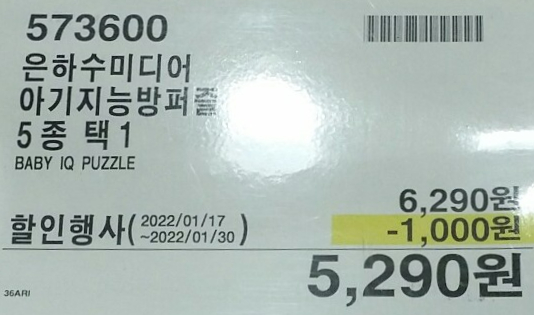 573600
은하수미디어
아기지능방퍼즐
5종 택1
BABY IQ PUZZLE
6,290원
할인행사(2022/01/17 ~2022/01/30)
-1,000원
5,290원
36ARI